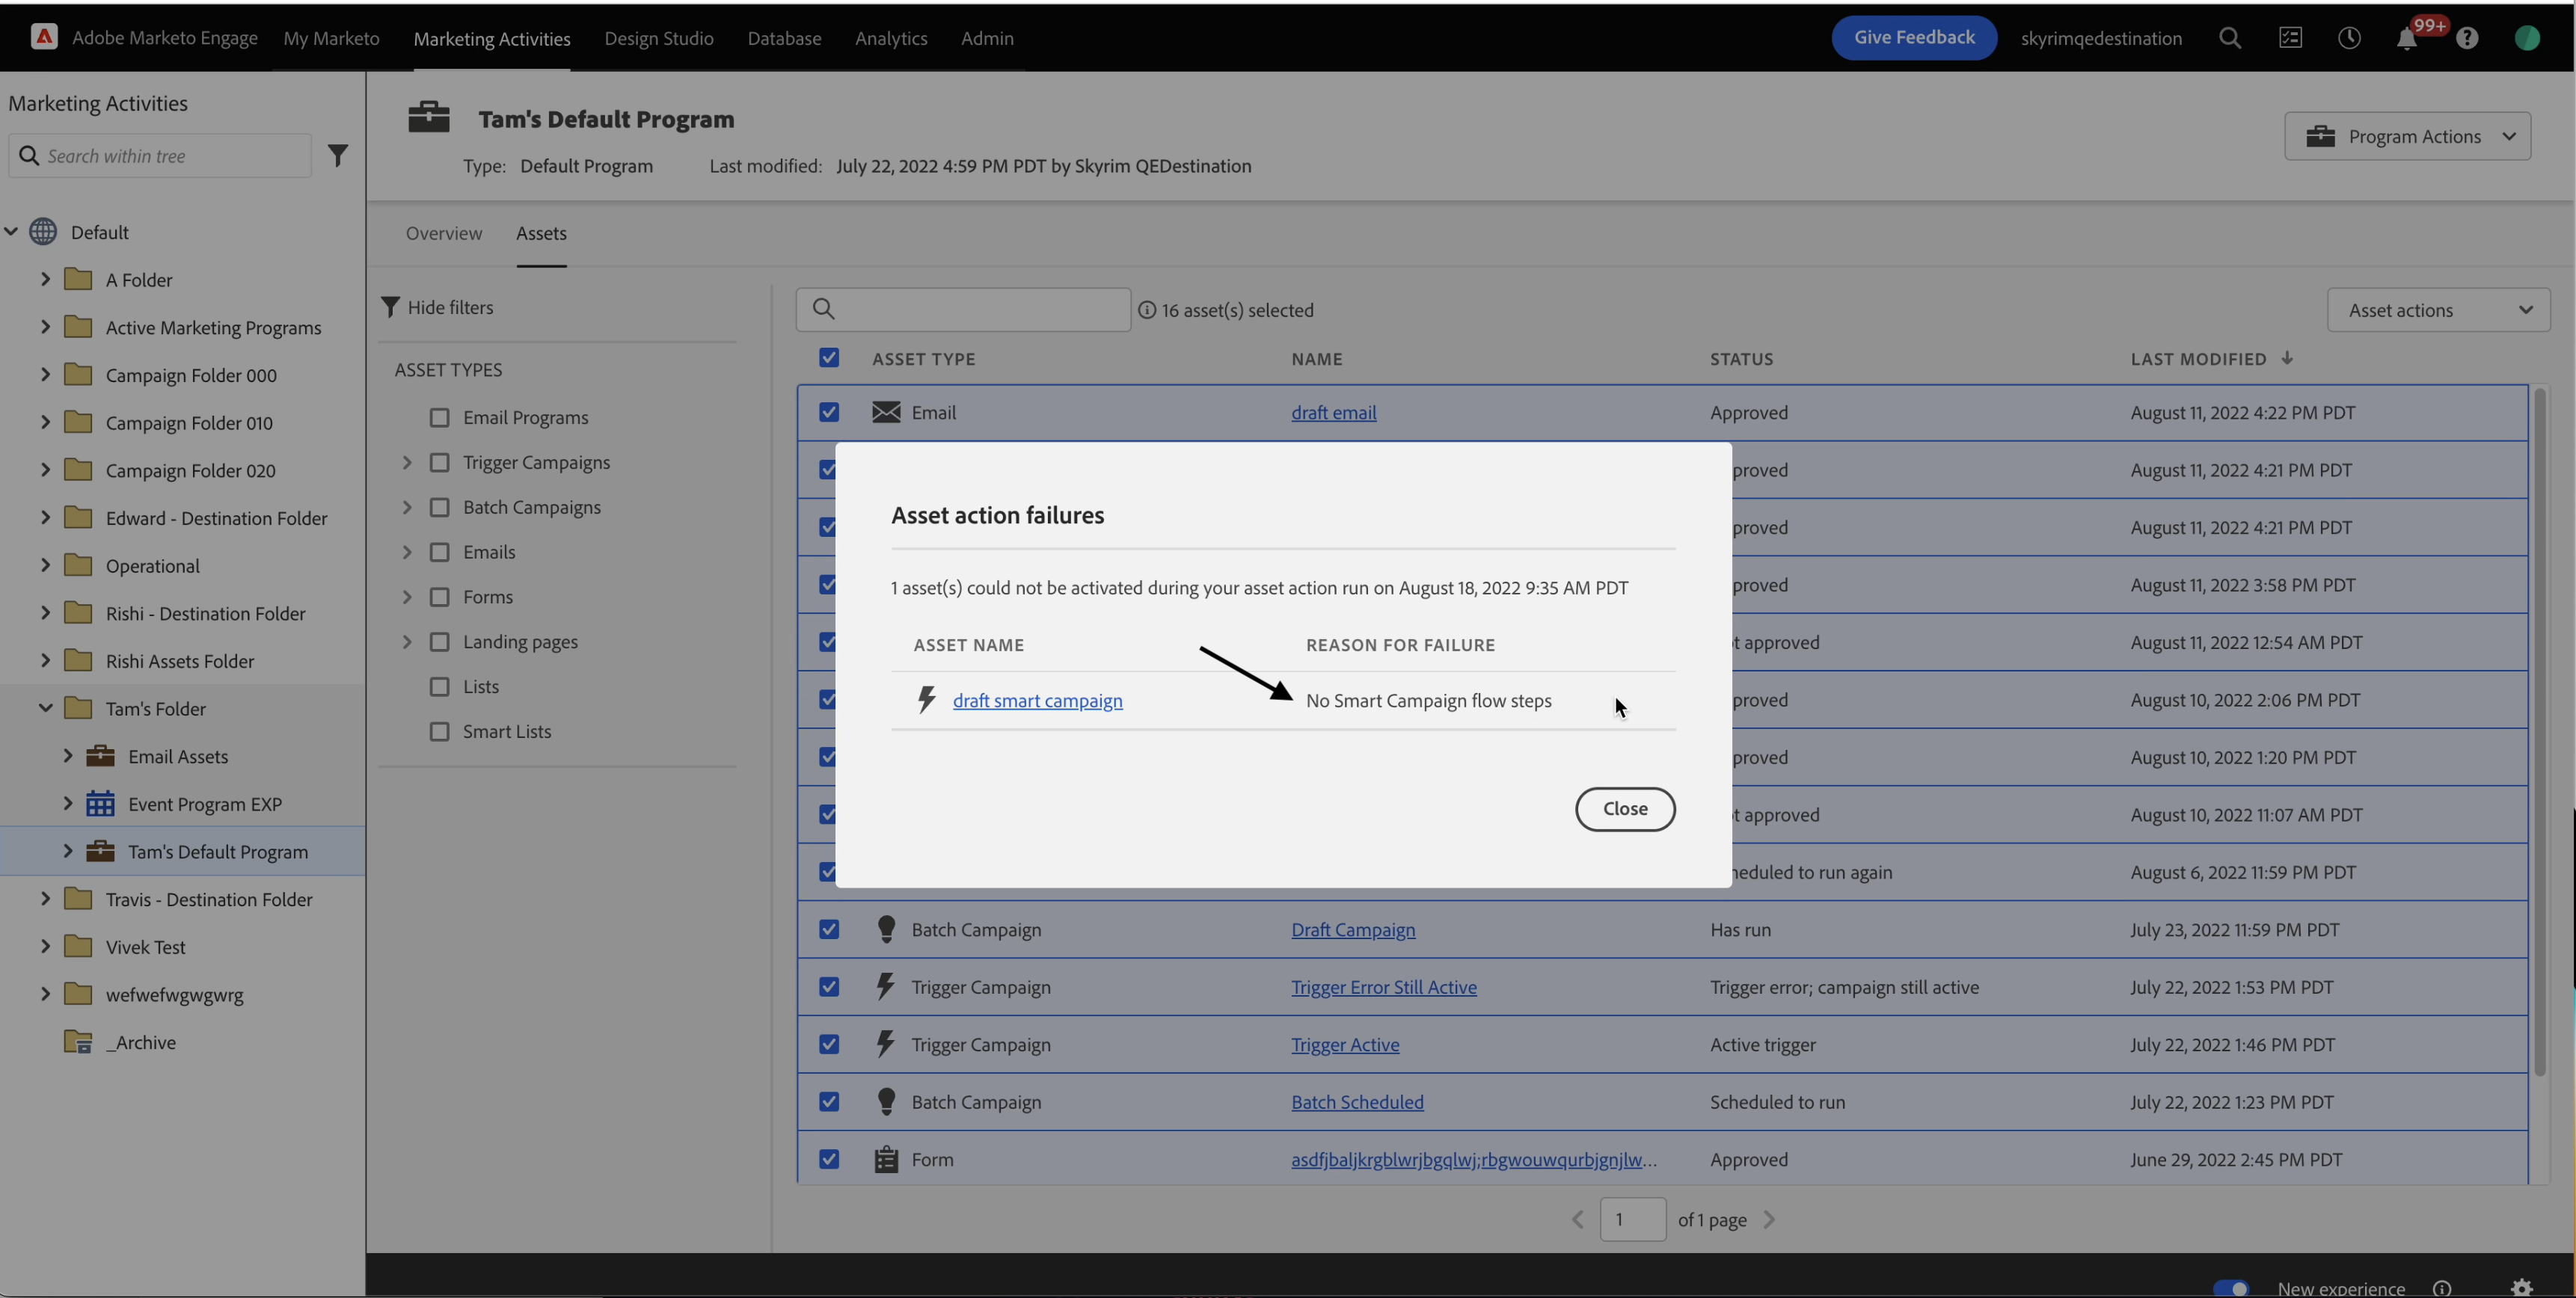 Adobe Marketo Engage My Marketo Marketing Activities Design Studio Database Analytics Admin Give Feedback skyrimqedestination 99+
Marketing Activities
Search within tree
Default
A Folder
Active Marketing Programs
Campaign Folder 000
Campaign Folder 010
Campaign Folder 020
Edward - Destination Folder
Operational
Rishi - Destination Folder
Rishi Assets Folder
Tam's Folder
Email Assets
Event Program EXP
Tam's Default Program
Travis - Destination Folder
Vivek Test
wefwefwgwgwrg
_Archive
Tam's Default Program
Type: Default Program Last modified: July 22, 2022 4:59 PM PDT by Skyrim QEDestination
Program Actions
Overview Assets
Hide filters
ASSET TYPES
Email Programs
Trigger Campaigns
Batch Campaigns
Emails
Forms
Landing pages
Lists
Smart Lists
16 asset(s) selected
Asset actions
ASSET TYPE NAME STATUS LAST MODIFIED
Email draft email Approved August 11, 2022 4:22 PM PDT
proved August 11, 2022 4:21 PM PDT
proved August 11, 2022 4:21 PM PDT
proved August 11, 2022 3:58 PM PDT
t approved August 11, 2022 12:54 AM PDT
proved August 10, 2022 2:06 PM PDT
proved August 10, 2022 1:20 PM PDT
t approved August 10, 2022 11:07 AM PDT
heduled to run again August 6, 2022 11:59 PM PDT
Batch Campaign Draft Campaign Has run July 23, 2022 11:59 PM PDT
Trigger Campaign Trigger Error Still Active Trigger error; campaign still active July 22, 2022 1:53 PM PDT
Trigger Campaign Trigger Active Active trigger July 22, 2022 1:46 PM PDT
Batch Campaign Batch Scheduled Scheduled to run July 22, 2022 1:23 PM PDT
Form asdfjbaljkrgblwrjbgqlwj;rbgwouwqurbjgnjlw... Approved June 29, 2022 2:45 PM PDT
Asset action failures
1 asset(s) could not be activated during your asset action run on August 18, 2022 9:35 AM PDT
ASSET NAME REASON FOR FAILURE
draft smart campaign No Smart Campaign flow steps
Close
1 of 1 page
New experience